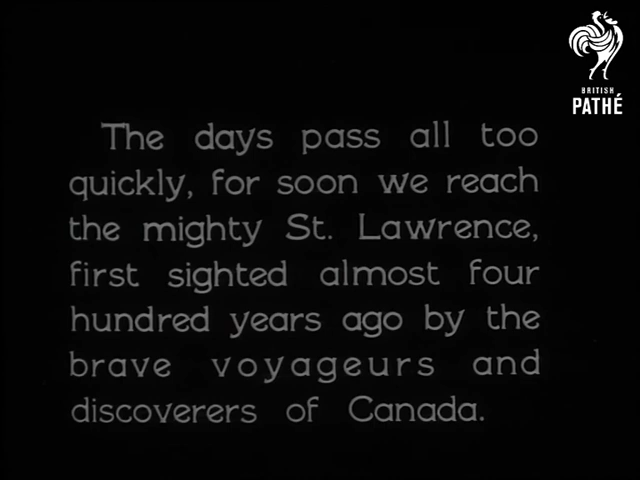 BRITISH
PATHÉ
The days pass all too
quickly, for soon we reach
the mighty St. Lawrence,
first sighted almost four
hundred years ago by the
brave voyageurs and
discoverers of Canada.